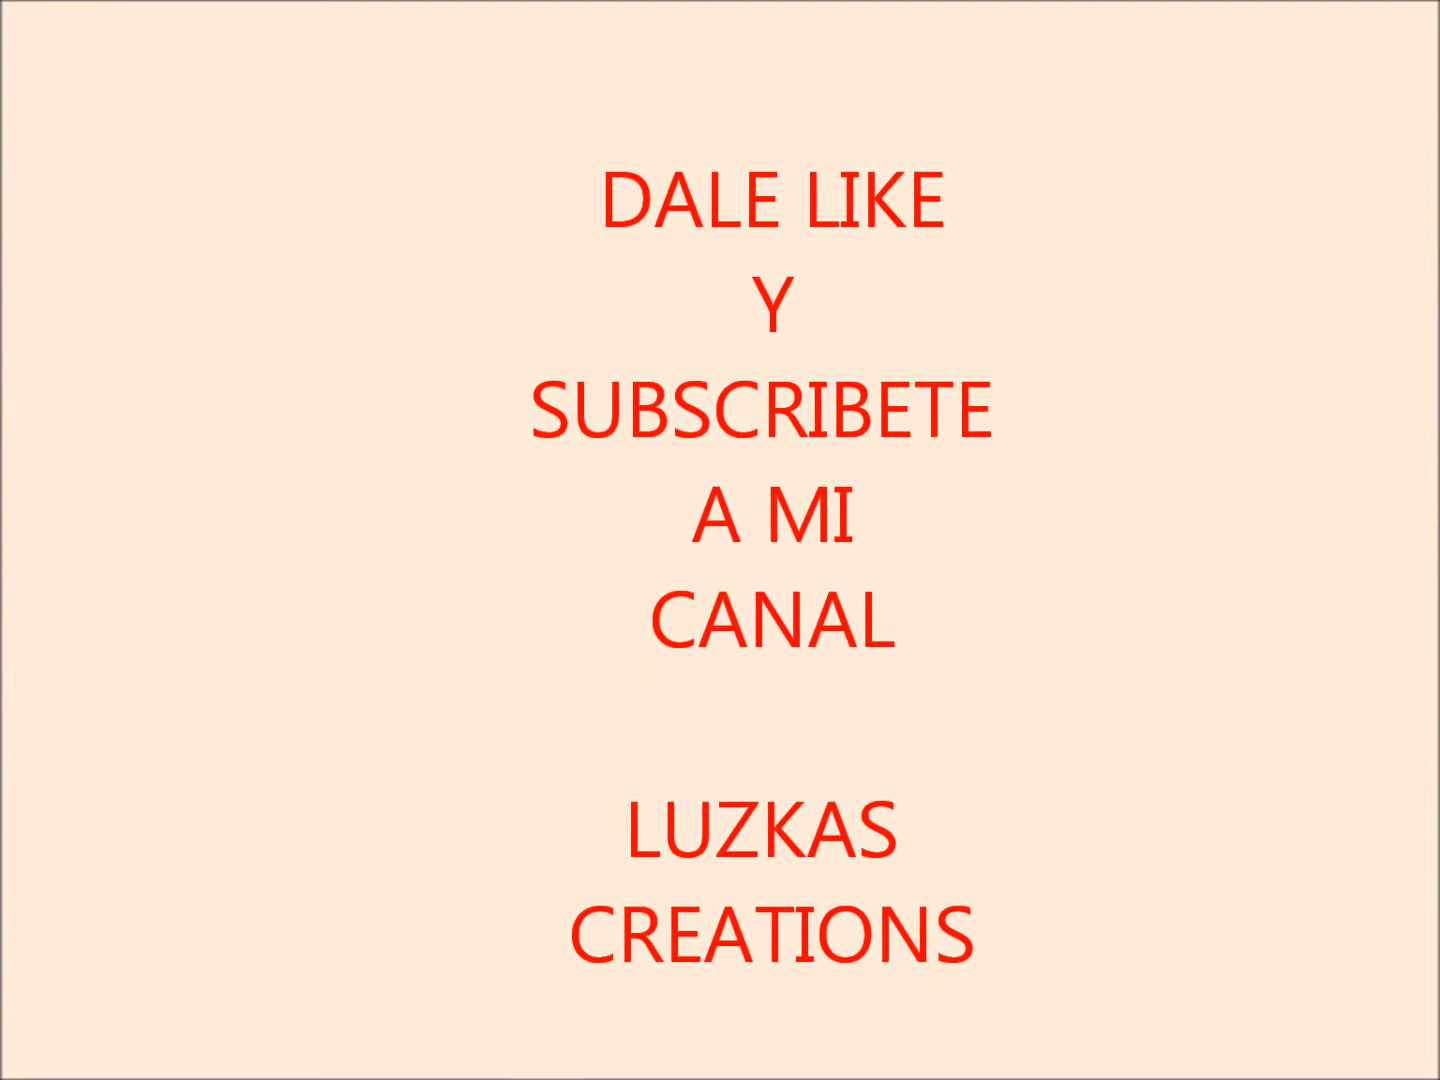 DALE LIKE
Y
SUBSCRIBETE
A MI
CANAL
LUZKAS
CREATIONS